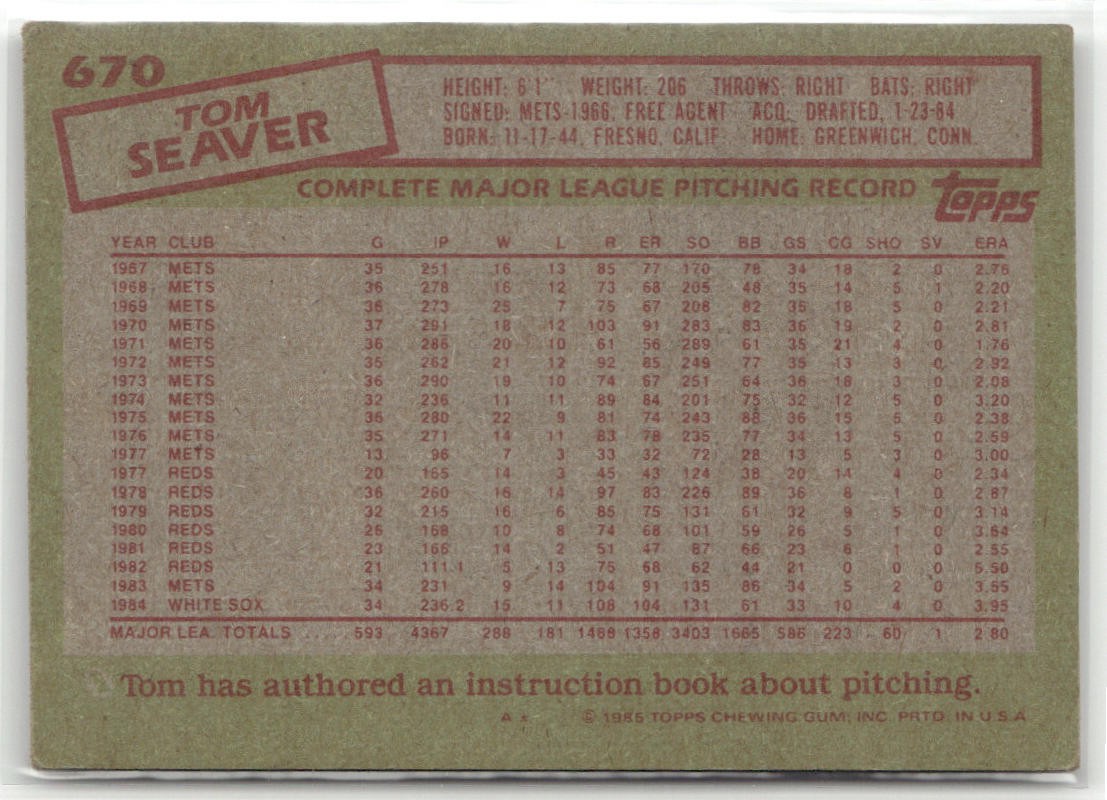 670
TOM
SEAVER
HEIGHT: 6'1" WEIGHT: 206 THROWS: RIGHT BATS: RIGHT
SIGNED: METS-1966, FREE AGENT ACQ: DRAFTED, 1-23-84
BORN: 11-17-44, FRESNO, CALIF. HOME: GREENWICH, CONN.
COMPLETE MAJOR LEAGUE PITCHING RECORD
topps
YEAR CLUB G IP W L R ER SO BB GS CG SHO SV ERA
1967 METS 35 251 16 13 85 77 170 78 34 18 2 0 2.76
1968 METS 36 278 16 12 73 68 205 48 35 14 5 1 2.20
1969 METS 36 273 25 7 75 67 208 82 35 18 5 0 2.21
1970 METS 37 291 18 12 103 91 283 83 36 19 2 0 2.81
1971 METS 36 286 20 10 61 56 289 61 35 21 4 0 1.76
1972 METS 35 262 21 12 92 85 249 77 35 13 3 0 2.92
1973 METS 36 290 19 10 74 67 251 64 36 18 3 0 2.08
1974 METS 32 236 11 11 89 84 201 75 32 12 5 0 3.20
1975 METS 36 280 22 9 81 74 243 88 36 15 5 0 2.38
1976 METS 35 271 14 11 83 78 235 77 34 13 5 0 2.59
1977 METS 13 96 7 3 33 32 72 28 13 5 3 0 3.00
1977 REDS 20 165 14 3 45 43 124 38 20 14 4 0 2.34
1978 REDS 36 260 16 14 97 83 226 89 36 8 1 0 2.87
1979 REDS 32 215 16 6 85 75 131 61 32 9 5 0 3.14
1980 REDS 26 168 10 8 74 68 101 59 26 5 1 0 3.64
1981 REDS 23 166 14 2 51 47 87 66 23 6 1 0 2.55
1982 REDS 21 111.1 5 13 75 68 62 44 21 0 0 0 5.50
1983 METS 34 231 9 14 104 91 135 86 34 5 2 0 3.55
1984 WHITE SOX 34 236.2 15 11 108 104 131 61 33 10 4 0 3.95
MAJOR LEA. TOTALS ..... 593 4367 288 181 1488 1358 3403 1665 586 223 60 1 2.80
Tom has authored an instruction book about pitching.
A * © 1985 TOPPS CHEWING GUM, INC. PRTD. IN U.S.A.